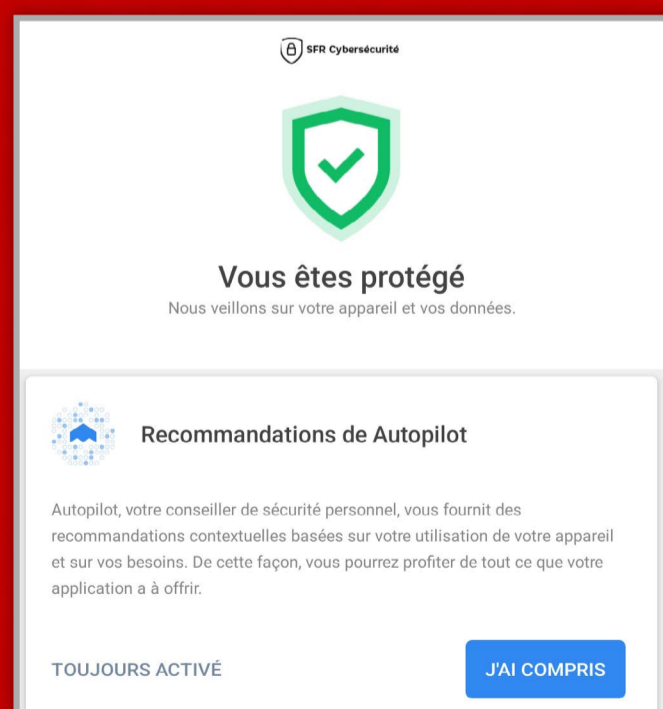 SFR Cybersécurité
Vous êtes protégé
Nous veillons sur votre appareil et vos données.
Recommandations de Autopilot
Autopilot, votre conseiller de sécurité personnel, vous fournit des
recommandations contextuelles basées sur votre utilisation de votre appareil
et sur vos besoins. De cette façon, vous pourrez profiter de tout ce que votre
application a à offrir.
TOUJOURS ACTIVÉ
J'AI COMPRIS